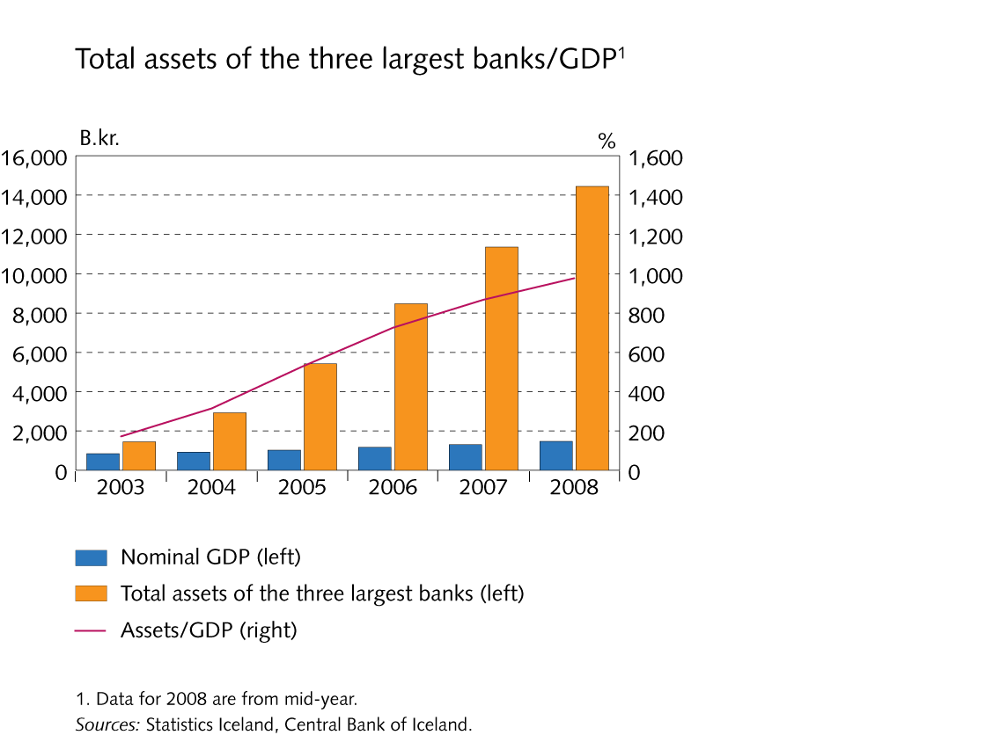 Total assets of the three largest banks/GDP¹
B.kr.
%
16,000
1,600
14,000
1,400
12,000
1,200
10,000
1,000
8,000
800
6,000
600
4,000
400
2,000
200
0
0
2003 2004 2005 2006 2007 2008
Nominal GDP (left)
Total assets of the three largest banks (left)
Assets/GDP (right)
1. Data for 2008 are from mid-year.
Sources: Statistics Iceland, Central Bank of Iceland.